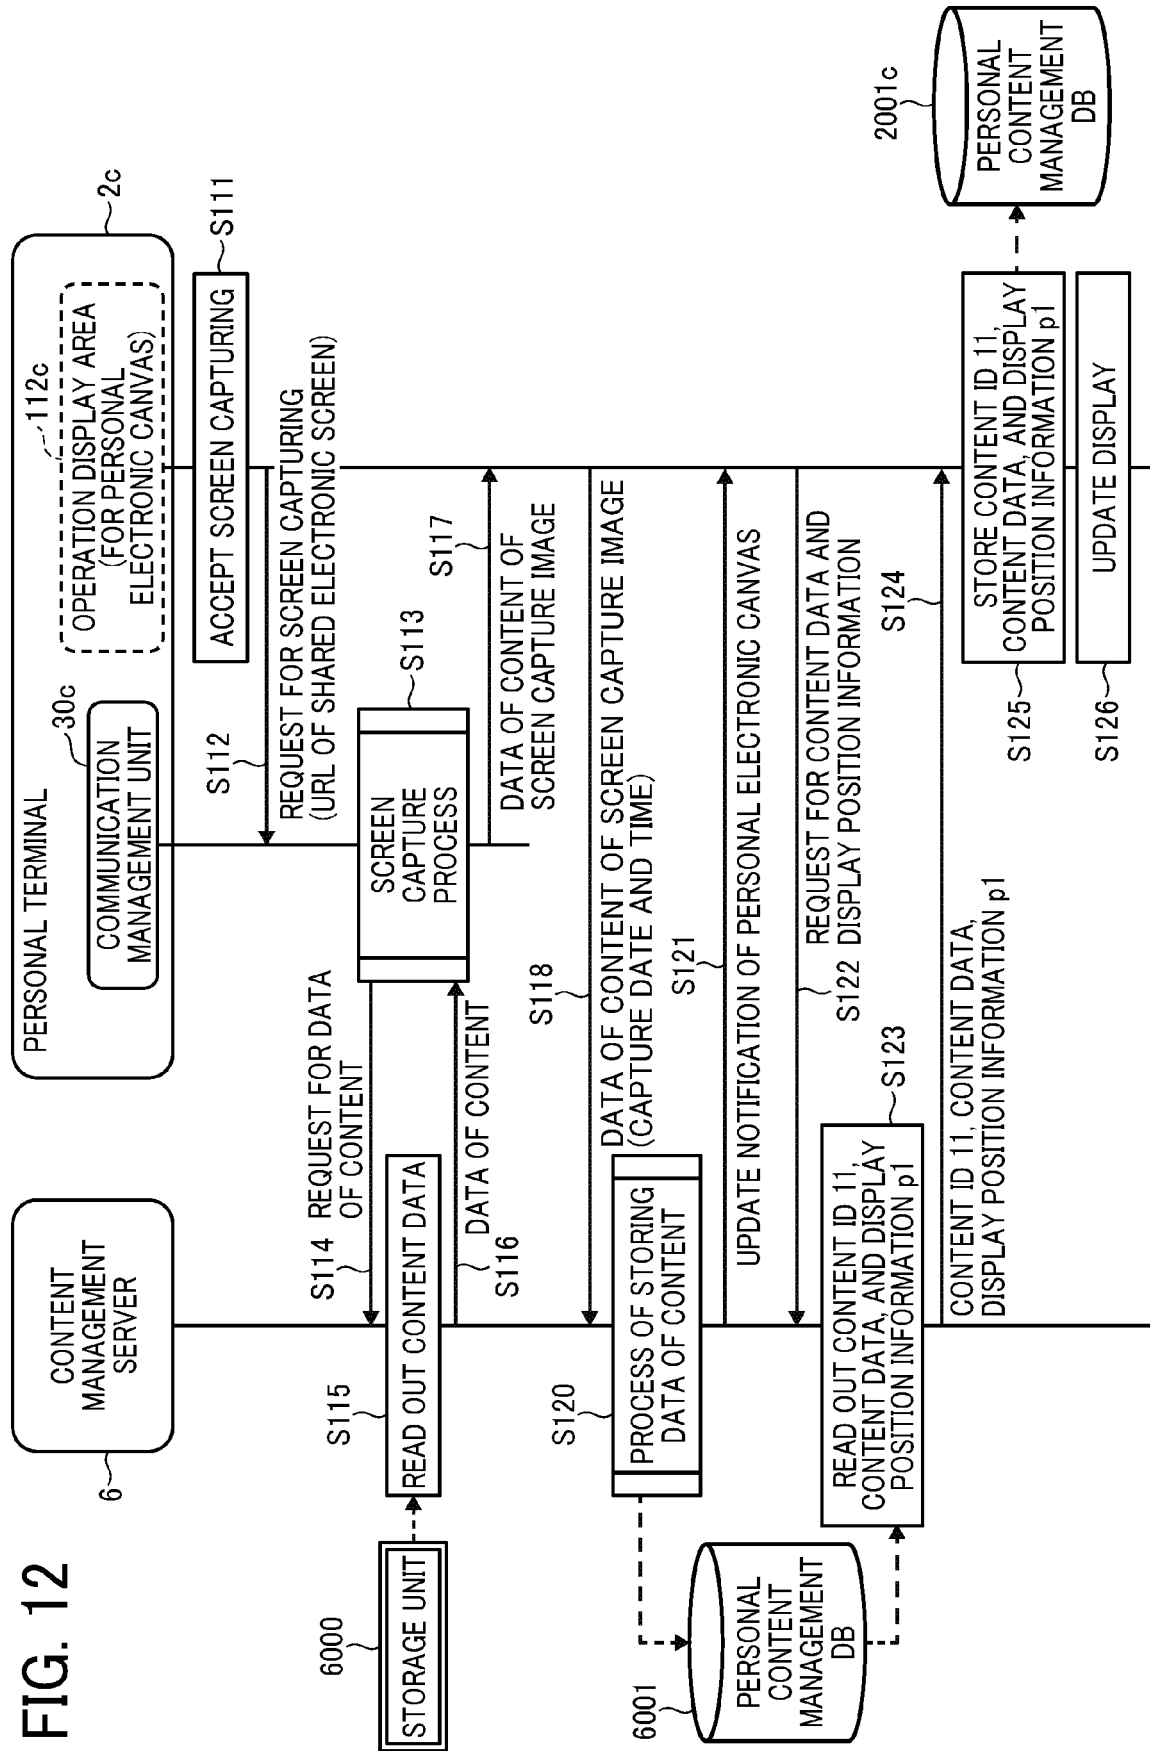 FIG. 12
6
CONTENT
MANAGEMENT
SERVER
PERSONAL TERMINAL
2c
30c
COMMUNICATION
MANAGEMENT UNIT
112c
OPERATION DISPLAY AREA
(FOR PERSONAL
ELECTRONIC CANVAS)
S111
ACCEPT SCREEN CAPTURING
S112
REQUEST FOR SCREEN CAPTURING
(URL OF SHARED ELECTRONIC SCREEN)
S113
SCREEN
CAPTURE
PROCESS
S114
REQUEST FOR DATA
OF CONTENT
6000
STORAGE UNIT
S115
READ OUT CONTENT DATA
S116
DATA OF CONTENT
S117
DATA OF CONTENT OF
SCREEN CAPTURE IMAGE
S118
DATA OF CONTENT OF SCREEN CAPTURE IMAGE
(CAPTURE DATE AND TIME)
S120
PROCESS OF STORING
DATA OF CONTENT
6001
PERSONAL
CONTENT
MANAGEMENT
DB
S121
UPDATE NOTIFICATION OF PERSONAL ELECTRONIC CANVAS
S122
REQUEST FOR CONTENT DATA AND
DISPLAY POSITION INFORMATION
S123
READ OUT CONTENT ID 11,
CONTENT DATA, AND DISPLAY
POSITION INFORMATION p1
S124
CONTENT ID 11, CONTENT DATA,
DISPLAY POSITION INFORMATION p1
S125
STORE CONTENT ID 11,
CONTENT DATA, AND DISPLAY
POSITION INFORMATION p1
2001c
PERSONAL
CONTENT
MANAGEMENT
DB
S126
UPDATE DISPLAY